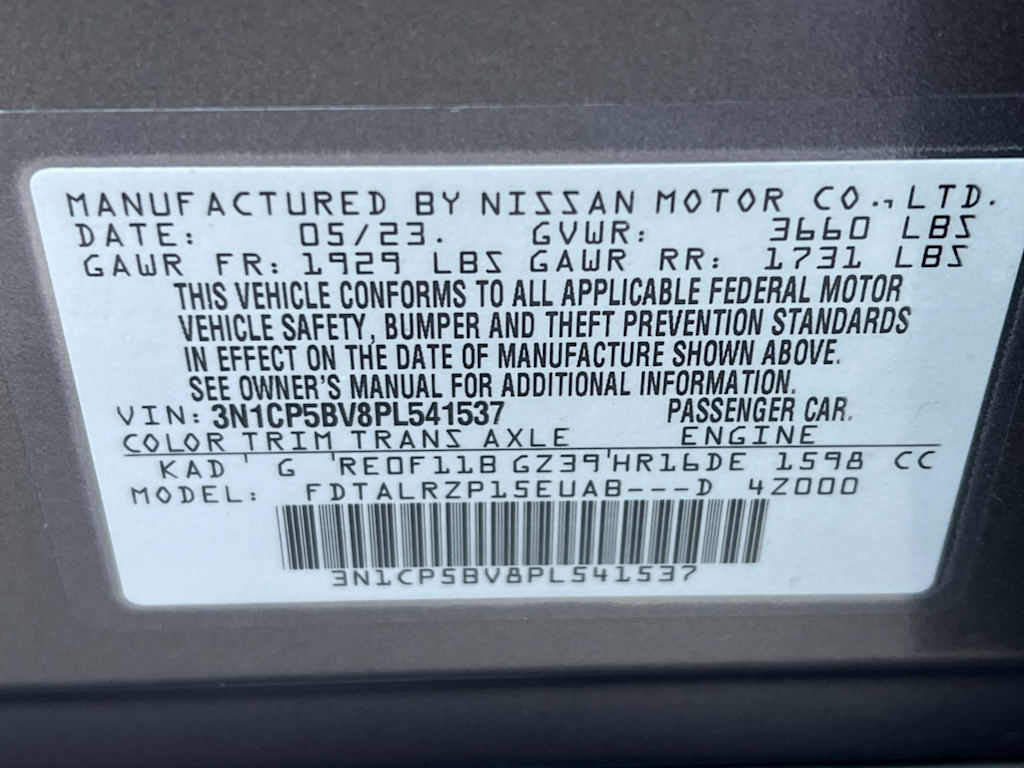 MANUFACTURED BY NISSAN MOTOR CO., LTD.
DATE: 05/23. GVWR: 3660 LBS
GAWR FR: 1929 LBS GAWR RR: 1731 LBS
THIS VEHICLE CONFORMS TO ALL APPLICABLE FEDERAL MOTOR
VEHICLE SAFETY, BUMPER AND THEFT PREVENTION STANDARDS
IN EFFECT ON THE DATE OF MANUFACTURE SHOWN ABOVE.
SEE OWNER'S MANUAL FOR ADDITIONAL INFORMATION.
VIN: 3N1CP5BV8PL541537 PASSENGER CAR.
COLOR TRIM TRANS AXLE ENGINE
KAD ' G 'RE0F11B GZ39'HR16DE 1598 CC
MODEL: FDTALRZP15EUAB---D 4Z000
3N1CP5BV8PL541537